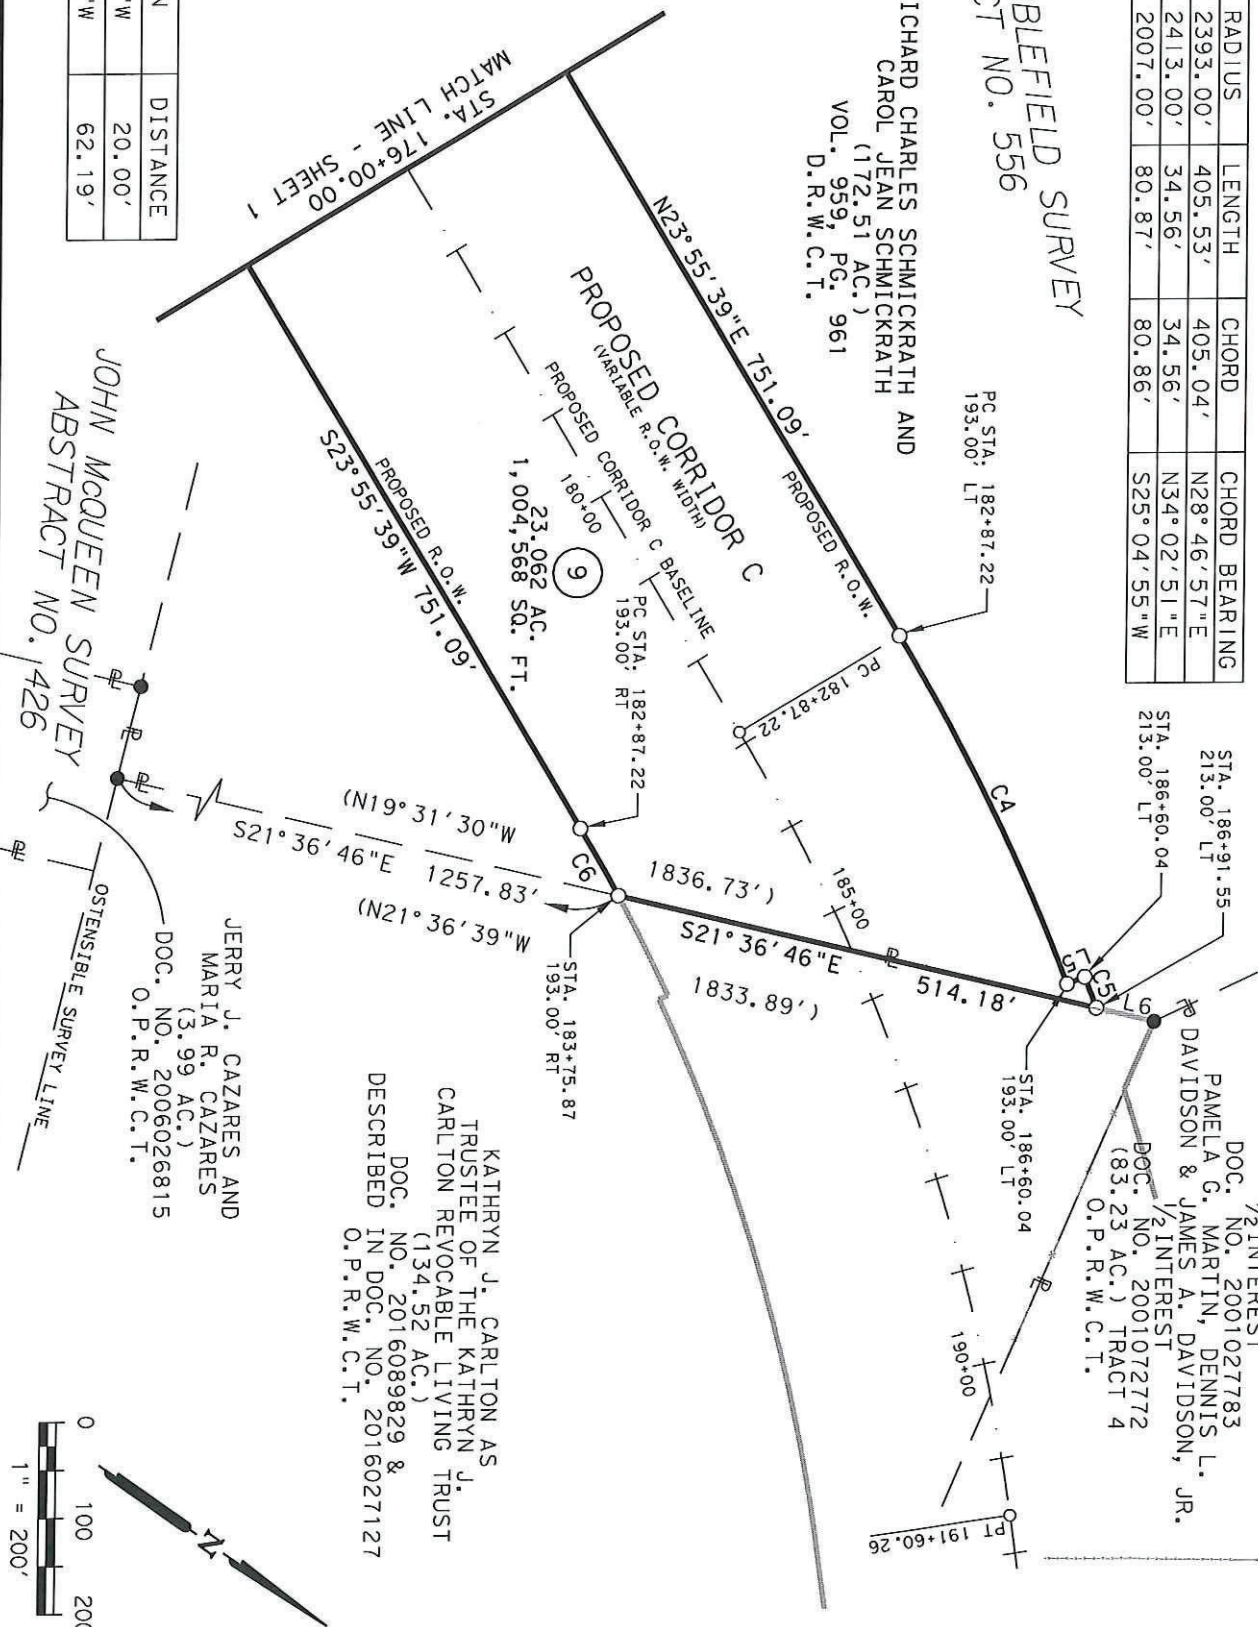 RADIUS LENGTH CHORD CHORD BEARING
2393.00' 405.53' 405.04' N28°46'57"E
2413.00' 34.56' 34.56' N34°02'51"E
2007.00' 80.87' 80.86' S25°04'55"W
BLEFIELD SURVEY
CT NO. 556
ICHARD CHARLES SCHMICKRATH AND
CAROL JEAN SCHMICKRATH
(172.51 AC.)
VOL. 959, PG. 961
D.R.W.C.T.
PC STA. 182+87.22
193.00' LT
STA. 186+60.04
213.00' LT
STA. 186+91.55
213.00' LT
1/2 INTEREST
DOC. NO. 2001027783
PAMELA G. MARTIN, DENNIS L.
DAVIDSON & JAMES A. DAVIDSON, JR.
1/2 INTEREST
DOC. NO. 2001072772
(83.23 AC.) TRACT 4
O.P.R.W.C.T.
N23°55'39"E 751.09'
PROPOSED R.O.W.
C4
L5
C5
L6
STA. 186+60.04
193.00' LT
MATCH LINE - SHEET 1
STA. 176+00.00
PROPOSED CORRIDOR C
(VARIABLE R.O.W. WIDTH)
PROPOSED CORRIDOR C BASELINE
180+00
PC 182+87.22
185+00
190+00
PT 191+60.26
9
23.062 AC.
1,004,568 SQ. FT.
PC STA. 182+87.22
193.00' RT
PROPOSED R.O.W.
S23°55'39"W 751.09'
C6
S21°36'46"E 514.18'
(N19°31'30"W 1836.73')
S21°36'46"E 1257.83'
(N21°36'39"W 1833.89')
STA. 183+75.87
193.00' RT
KATHRYN J. CARLTON AS
TRUSTEE OF THE KATHRYN J.
CARLTON REVOCABLE LIVING TRUST
(134.52 AC.)
DOC. NO. 2016089829 &
DESCRIBED IN DOC. NO. 2016027127
O.P.R.W.C.T.
JERRY J. CAZARES AND
MARIA R. CAZARES
(3.99 AC.)
DOC. NO. 2006026815
O.P.R.W.C.T.
OSTENSIBLE SURVEY LINE
JOHN McQUEEN SURVEY
ABSTRACT NO. 426
N DISTANCE
"W 20.00'
"W 62.19'
N
0 100 200
1" = 200'